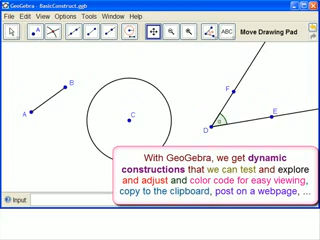 GeoGebra - BasicConstruct.ggb
File Edit View Options Tools Window Help
A
ABC
Move Drawing Pad
B
A
C
F
E
D
With GeoGebra, we get dynamic
constructions that we can test and explore
and adjust and color code for easy viewing,
copy to the clipboard, post on a webpage, ...
Input: